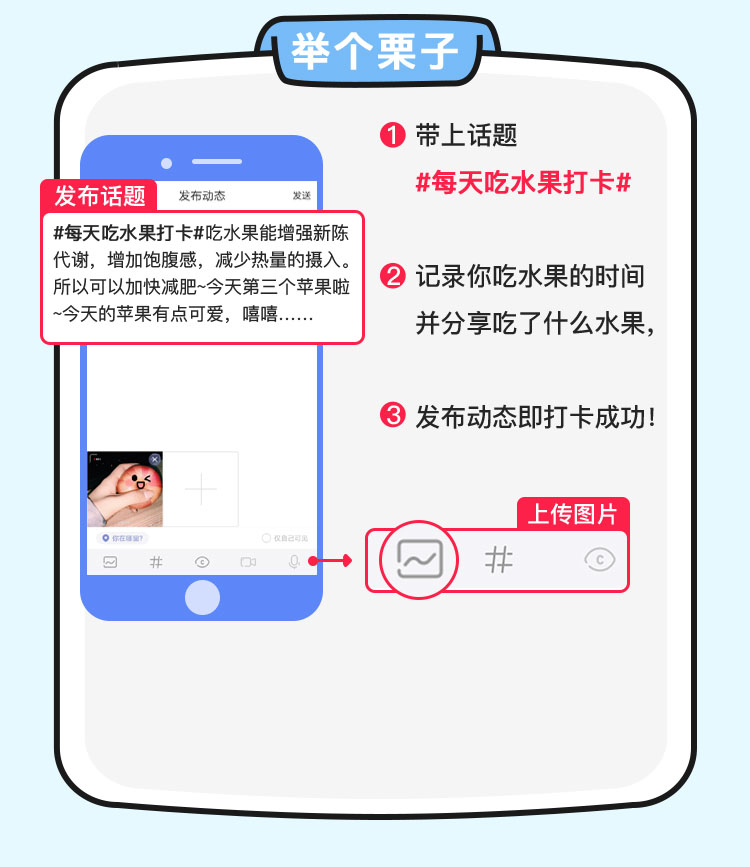 举个栗子
1 带上话题
#每天吃水果打卡#
2 记录你吃水果的时间
并分享吃了什么水果,
3 发布动态即打卡成功!
发布话题
发布动态
发送
#每天吃水果打卡#吃水果能增强新陈
代谢，增加饱腹感，减少热量的摄入。
所以可以加快减肥~今天第三个苹果啦
~今天的苹果有点可爱，嘻嘻……
你在哪里?
仅自己可见
上传图片